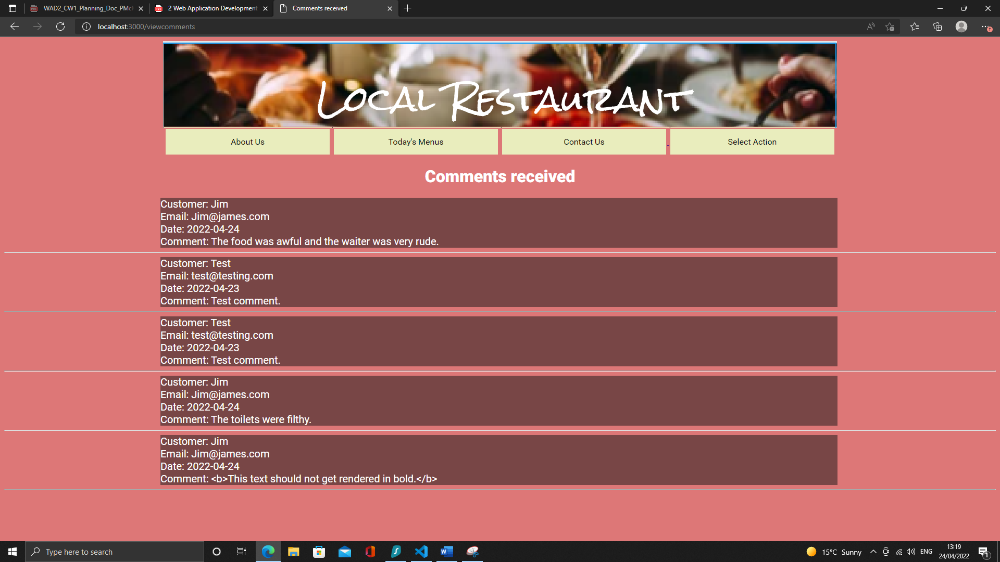 WAD2_CW1_Planning_Doc_PMc
2 Web Application Development
Comments received
localhost:3000/viewcomments
Local Restaurant
About Us
Today's Menus
Contact Us
Select Action
Comments received
Customer: Jim
Email: Jim@james.com
Date: 2022-04-24
Comment: The food was awful and the waiter was very rude.
Customer: Test
Email: test@testing.com
Date: 2022-04-23
Comment: Test comment.
Customer: Test
Email: test@testing.com
Date: 2022-04-23
Comment: Test comment.
Customer: Jim
Email: Jim@james.com
Date: 2022-04-24
Comment: The toilets were filthy.
Customer: Jim
Email: Jim@james.com
Date: 2022-04-24
Comment: <b>This text should not get rendered in bold.</b>
Type here to search
15°C Sunny
ENG
13:19
24/04/2022
1